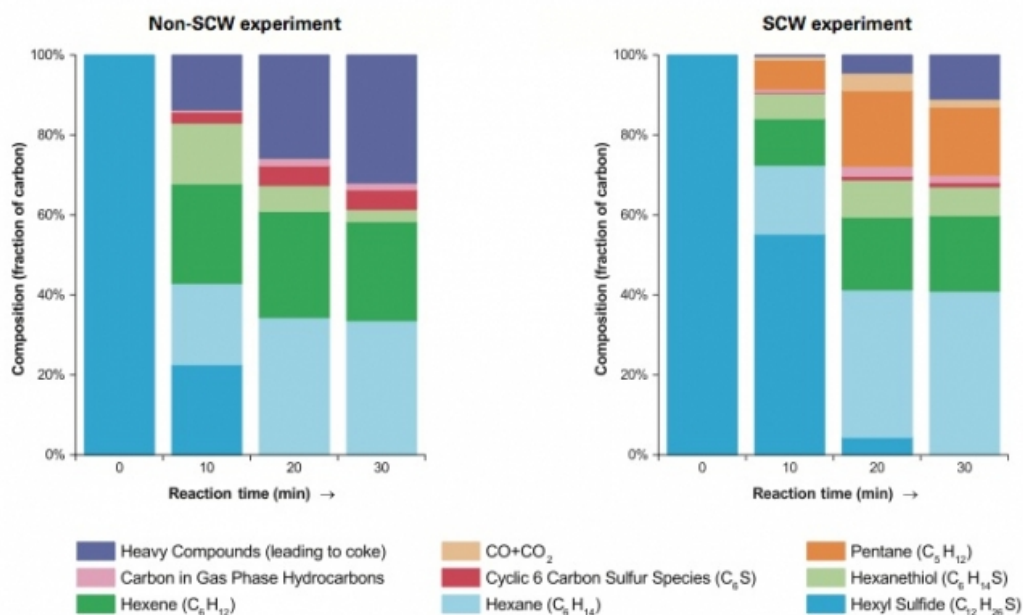 Non-SCW experiment
100%
80%
60%
40%
20%
0%
Composition (fraction of carbon)
0 10 20 30
Reaction time (min) →
SCW experiment
100%
80%
60%
40%
20%
0%
Composition (fraction of carbon)
0 10 20 30
Reaction time (min) →
Heavy Compounds (leading to coke)
Carbon in Gas Phase Hydrocarbons
Hexene (C₆H₁₂)
CO+CO₂
Cyclic 6 Carbon Sulfur Species (C₆S)
Hexane (C₆H₁₄)
Pentane (C₅H₁₂)
Hexanethiol (C₆H₁₄S)
Hexyl Sulfide (C₁₂H₂₆S)